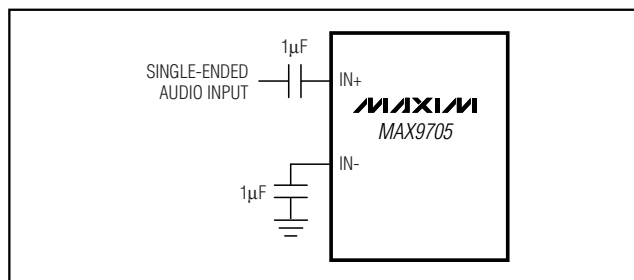 1μF
SINGLE-ENDED
AUDIO INPUT
IN+
MAXIM
MAX9705
IN-
1μF